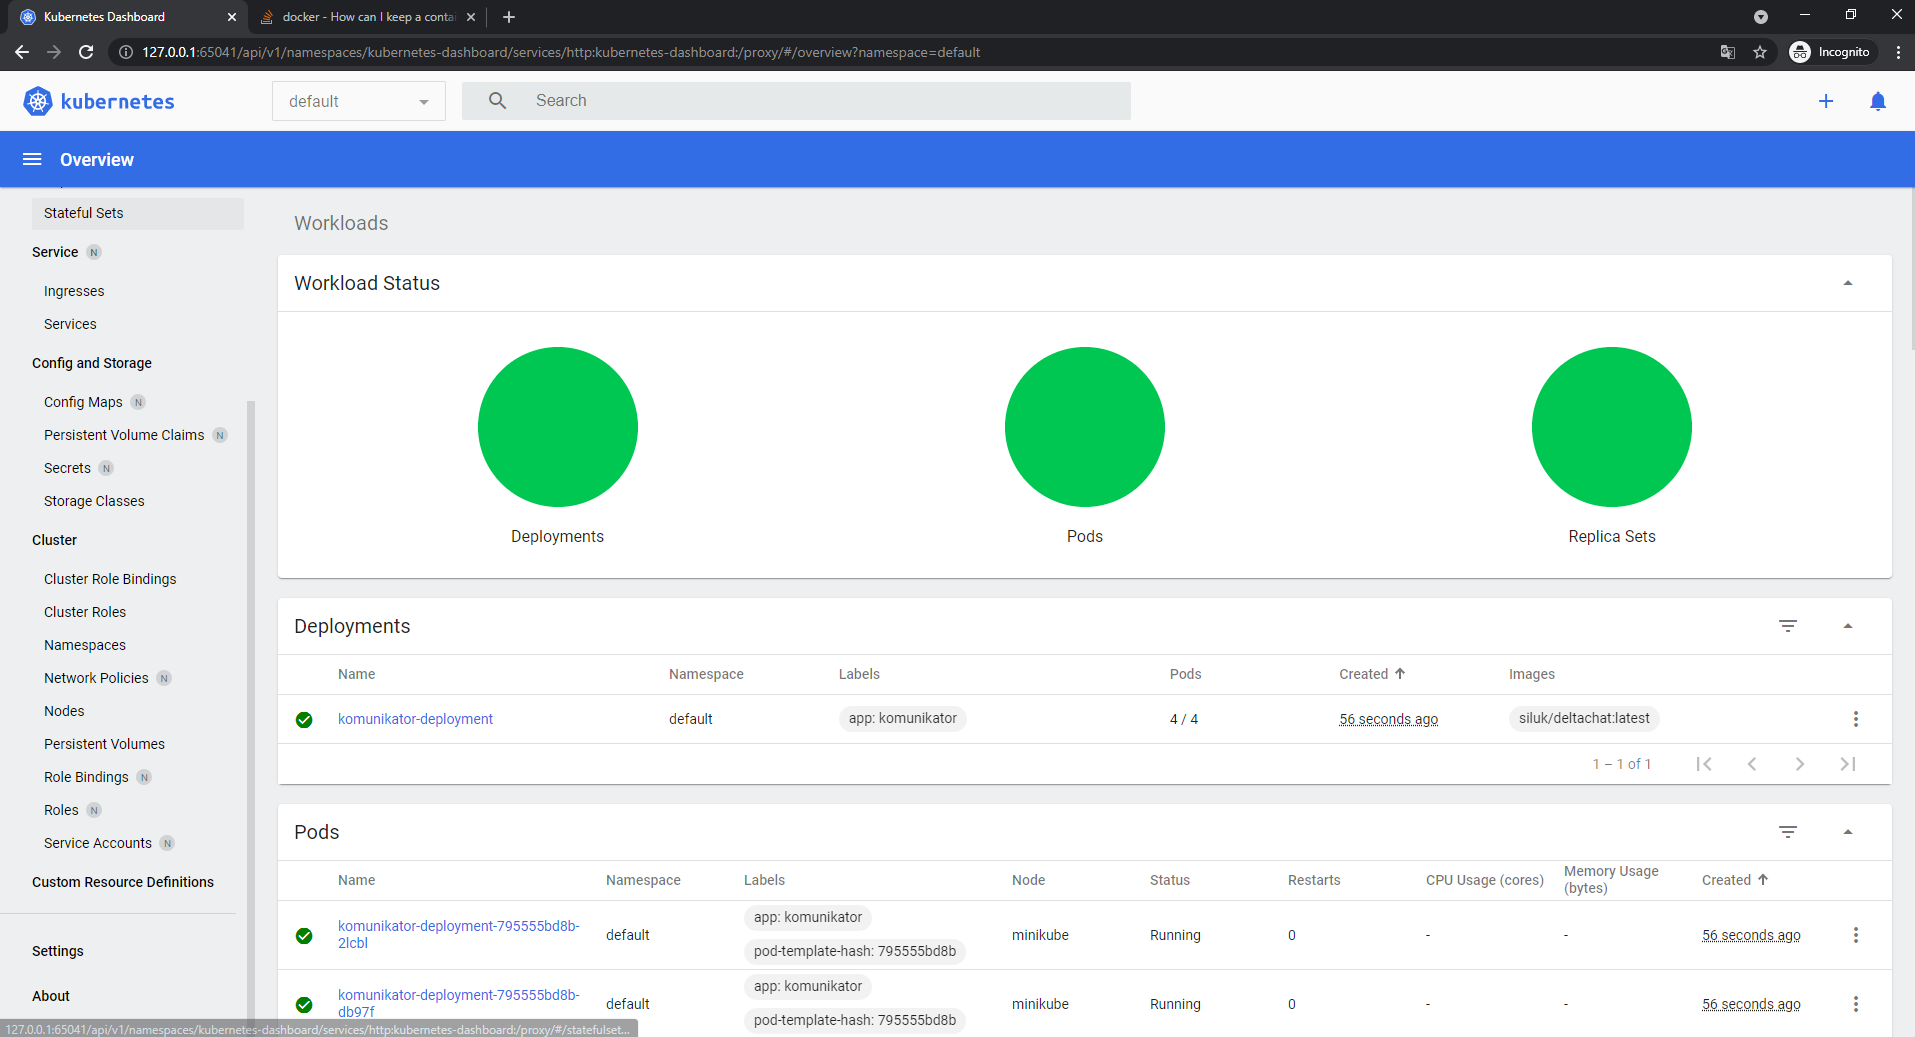 Kubernetes Dashboard
docker - How can I keep a contai
127.0.0.1:65041/api/v1/namespaces/kubernetes-dashboard/services/http:kubernetes-dashboard:/proxy/#/overview?namespace=default
Incognito
kubernetes
default
Search
Overview
Stateful Sets
Service N
Ingresses
Services
Config and Storage
Config Maps N
Persistent Volume Claims N
Secrets N
Storage Classes
Cluster
Cluster Role Bindings
Cluster Roles
Namespaces
Network Policies N
Nodes
Persistent Volumes
Role Bindings N
Roles N
Service Accounts N
Custom Resource Definitions
Settings
About
127.0.0.1:65041/api/v1/namespaces/kubernetes-dashboard/services/http:kubernetes-dashboard:/proxy/#/statefulset...
Workloads
Workload Status
Deployments Pods Replica Sets
Deployments
Name Namespace Labels Pods Created Images
komunikator-deployment default app: komunikator 4 / 4 56 seconds ago siluk/deltachat:latest
1 – 1 of 1
Pods
Name Namespace Labels Node Status Restarts CPU Usage (cores) Memory Usage (bytes) Created
komunikator-deployment-795555bd8b-2lcbl default app: komunikator pod-template-hash: 795555bd8b minikube Running 0 - - 56 seconds ago
komunikator-deployment-795555bd8b-db97f default app: komunikator pod-template-hash: 795555bd8b minikube Running 0 - - 56 seconds ago